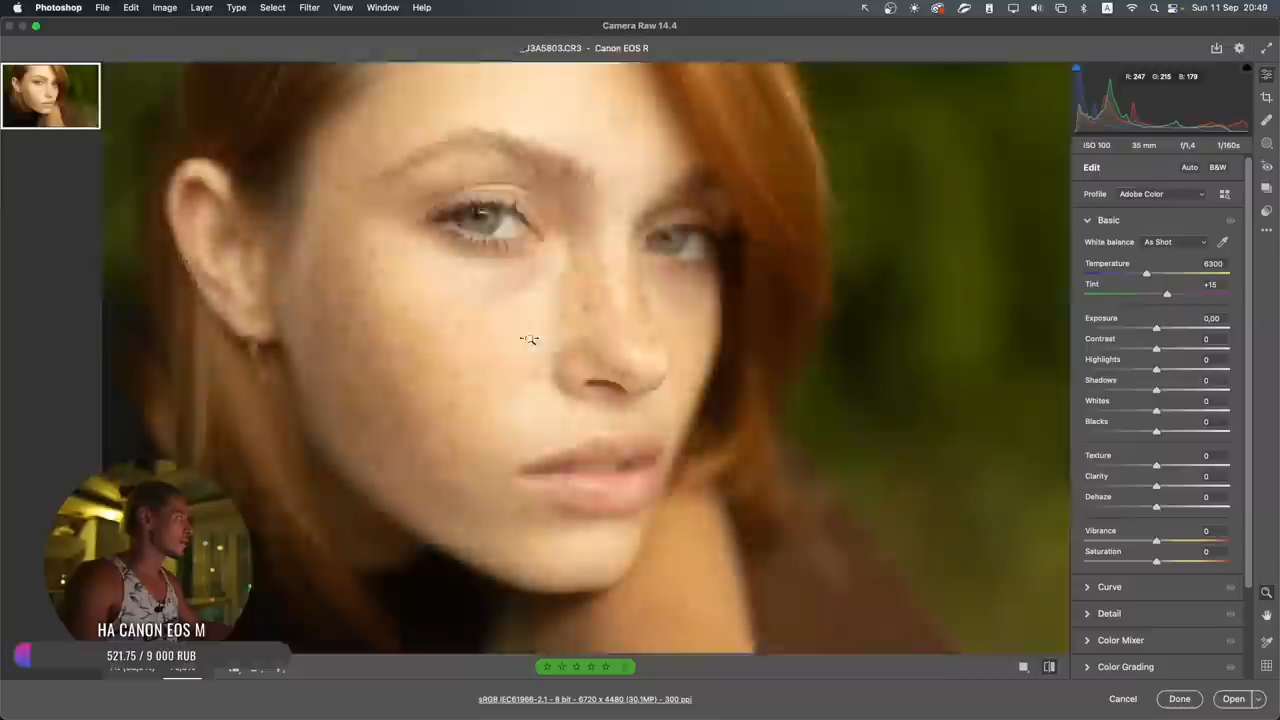 Photoshop File Edit Image Layer Type Select Filter View Window Help A Sun 11 Sep 20:49
Camera Raw 14.4
_J3A5803.CR3 - Canon EOS R
R: 247 G: 215 B: 179
ISO 100 35 mm f/1,4 1/160s
Edit Auto B&W
Profile Adobe Color
Basic
White balance As Shot
Temperature 6300
Tint +15
Exposure 0,00
Contrast 0
Highlights 0
Shadows 0
Whites 0
Blacks 0
Texture 0
Clarity 0
Dehaze 0
Vibrance 0
Saturation 0
Curve
Detail
Color Mixer
Color Grading
НА CANON EOS M
521.75 / 9 000 RUB
sRGB IEC61966-2.1 - 8 bit - 6720 x 4480 (30,1MP) - 300 ppi
Cancel Done Open